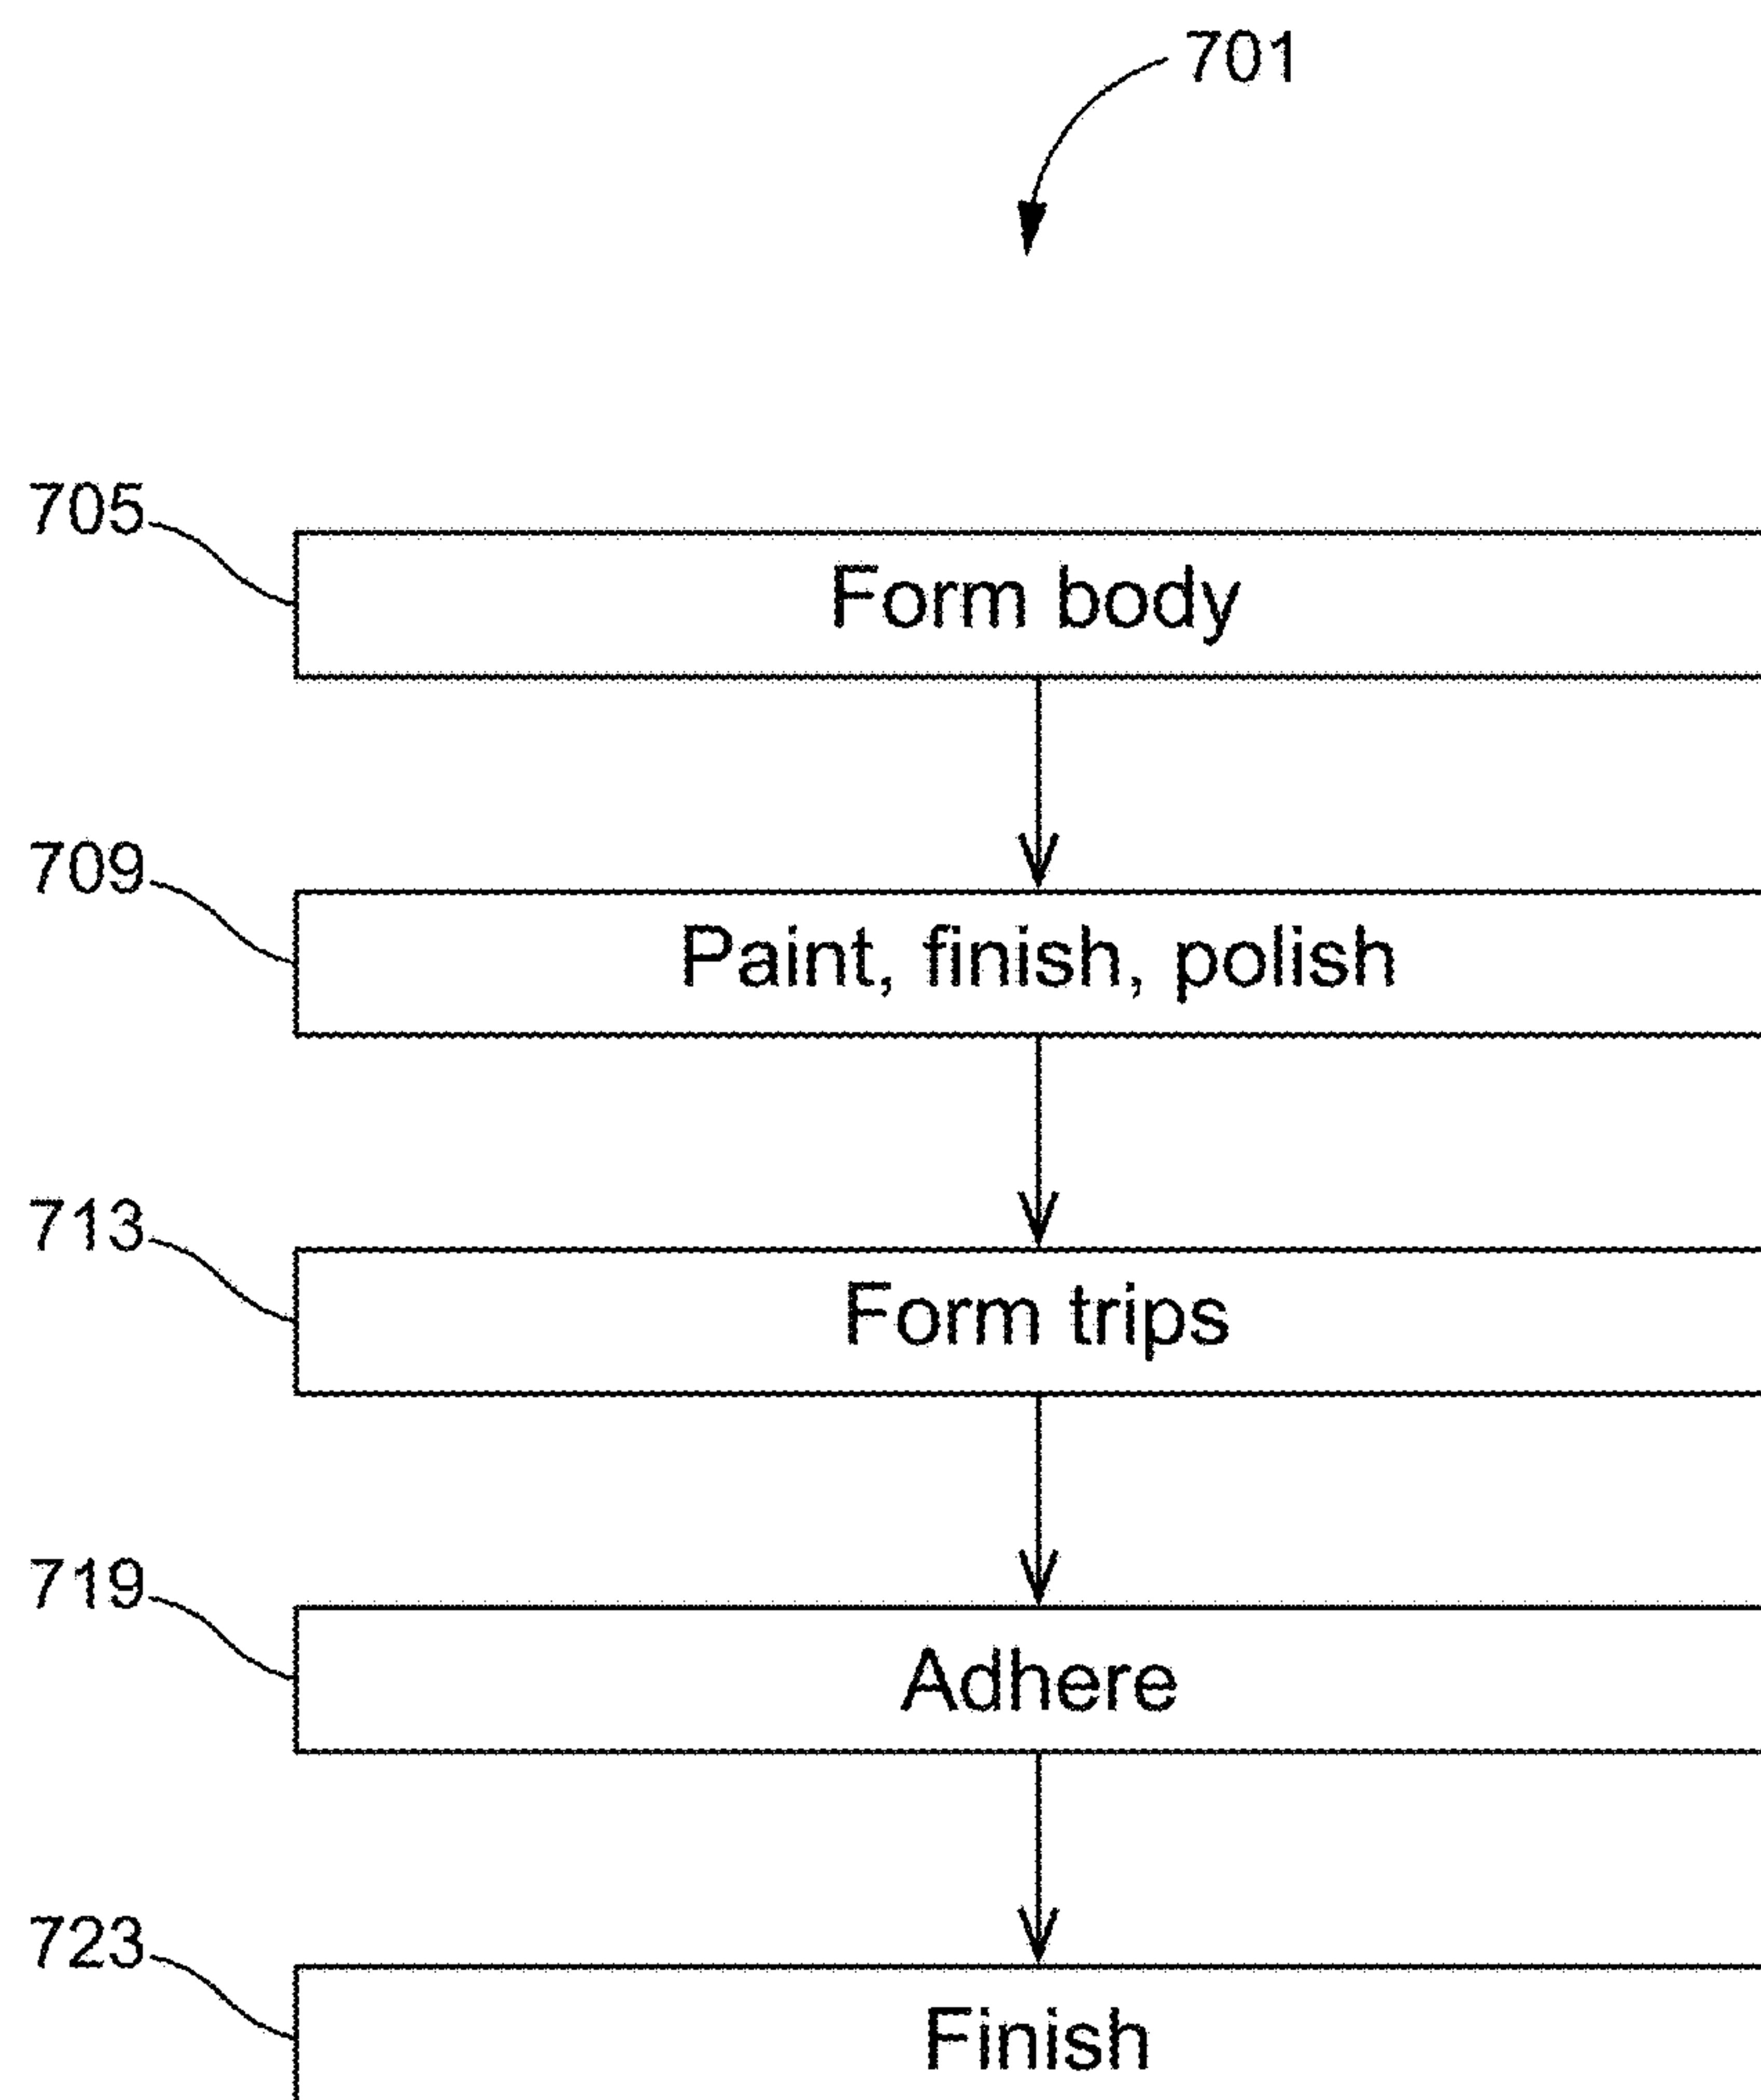 701
705
Form body
709
Paint, finish, polish
713
Form trips
719
Adhere
723
Finish